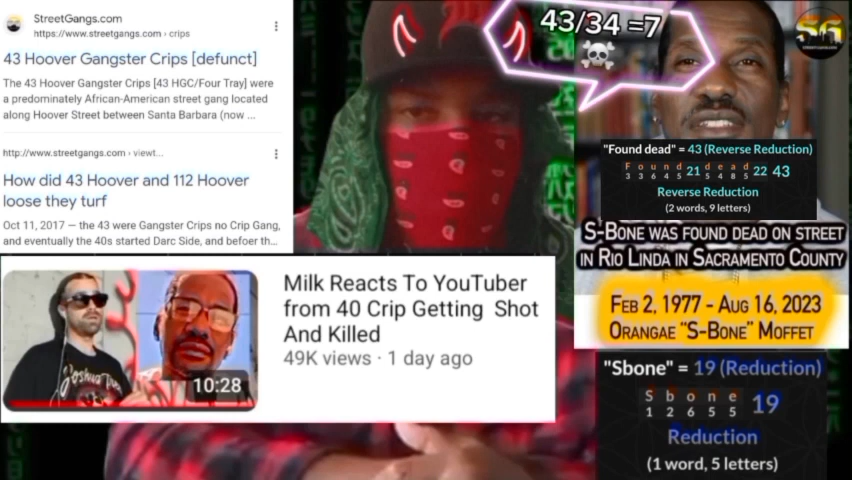 StreetGangs.com
https://www.streetgangs.com › crips
43 Hoover Gangster Crips [defunct]
The 43 Hoover Gangster Crips [43 HGC/Four Tray] were
a predominately African-American street gang located
along Hoover Street between Santa Barbara (now ...
http://www.streetgangs.com › viewt...
How did 43 Hoover and 112 Hoover
loose they turf
Oct 11, 2017 — the 43 were Gangster Crips no Crip Gang,
and eventually the 40s started Darc Side, and befoer th...
43/34 =7
SG
"Found dead" = 43 (Reverse Reduction)
F o u n d 21 d e a d 22 43
3 3 6 4 5 5 4 8 5
Reverse Reduction
(2 words, 9 letters)
S-Bone was found dead on street
in Rio Linda in Sacramento County
Feb 2, 1977 - Aug 16, 2023
Orangae "S-Bone" Moffet
Milk Reacts To YouTuber
from 40 Crip Getting Shot
And Killed
49K views · 1 day ago
10:28
"Sbone" = 19 (Reduction)
S b o n e 19
1 2 6 5 5
Reduction
(1 word, 5 letters)